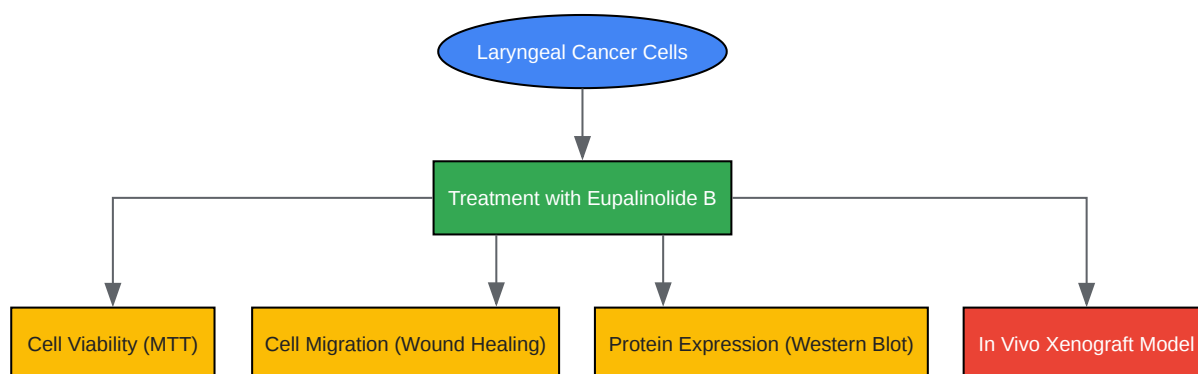 Laryngeal Cancer Cells
Treatment with Eupalinolide B
Cell Viability (MTT)
Cell Migration (Wound Healing)
Protein Expression (Western Blot)
In Vivo Xenograft Model